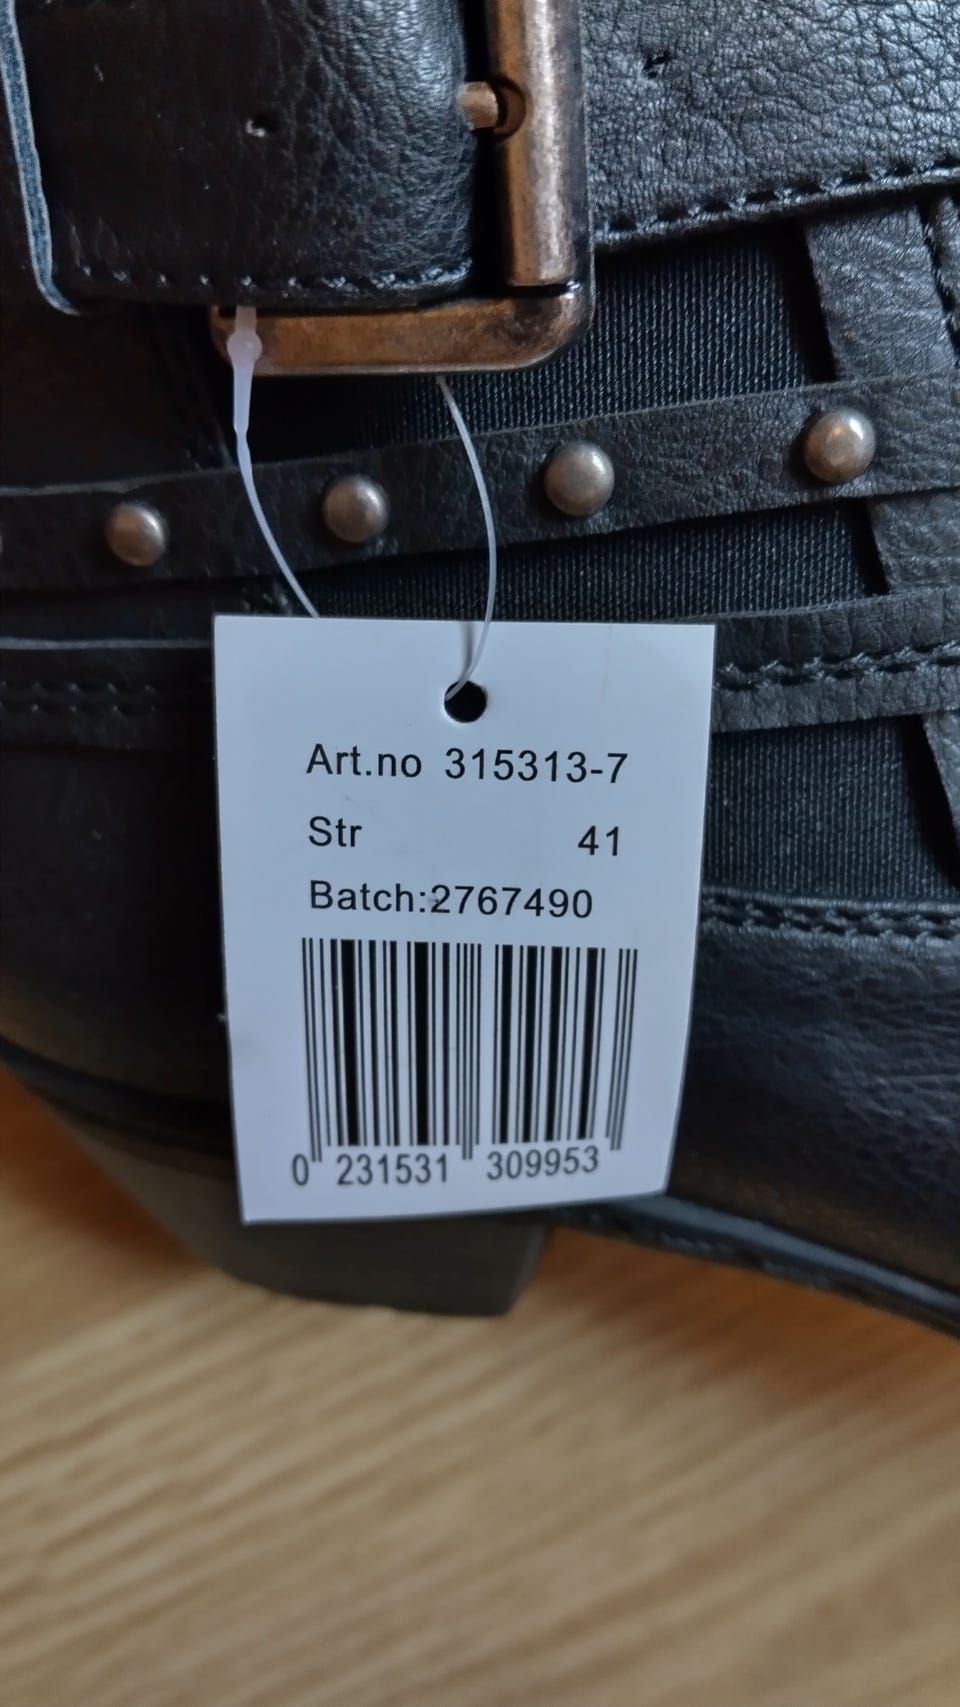 Art.no 315313-7
Str 41
Batch:2767490
0 231531 309953